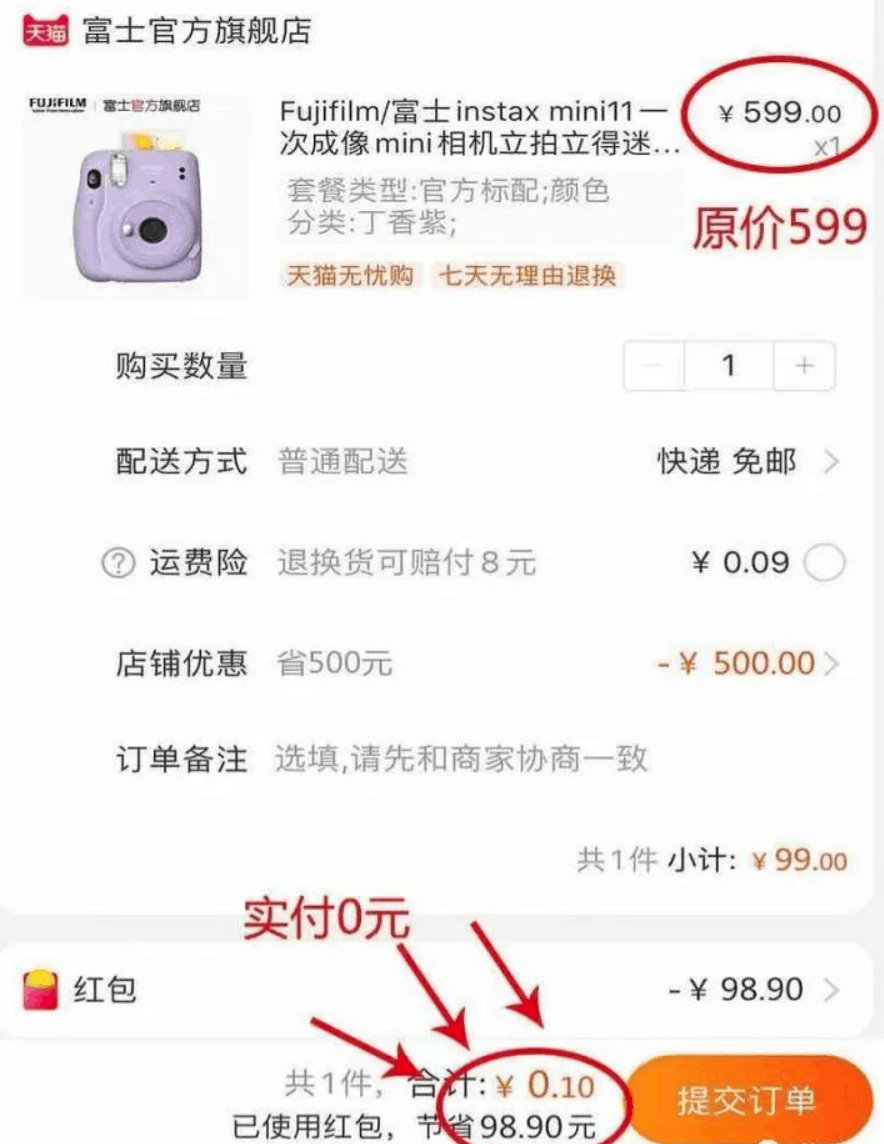 天猫 富士官方旗舰店
FUJIFILM 富士官方旗舰店
Fujifilm/富士instax mini11一
¥ 599.00
次成像mini相机立拍立得迷...
x1
套餐类型:官方标配;颜色
分类:丁香紫;
原价599
天猫无忧购 七天无理由退换
购买数量 1 +
配送方式 普通配送 快递 免邮 >
? 运费险 退换货可赔付8元 ¥ 0.09
店铺优惠 省500元 -¥ 500.00 >
订单备注 选填,请先和商家协商一致
共1件 小计: ¥99.00
实付0元
红包 -¥ 98.90 >
共1件, 合计:¥ 0.10
提交订单
已使用红包，节省98.90元